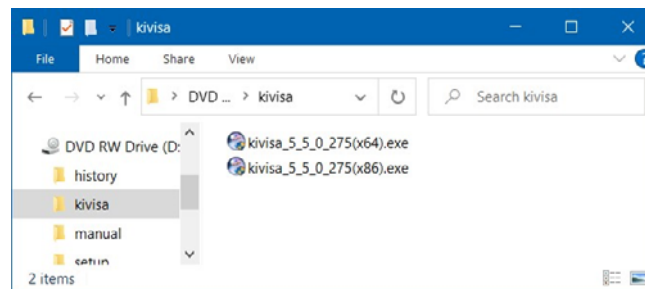 kivisa
File Home Share View
DVD ... > kivisa
Search kivisa
DVD RW Drive (D:
history
kivisa
manual
setup
kivisa_5_5_0_275(x64).exe
kivisa_5_5_0_275(x86).exe
2 items